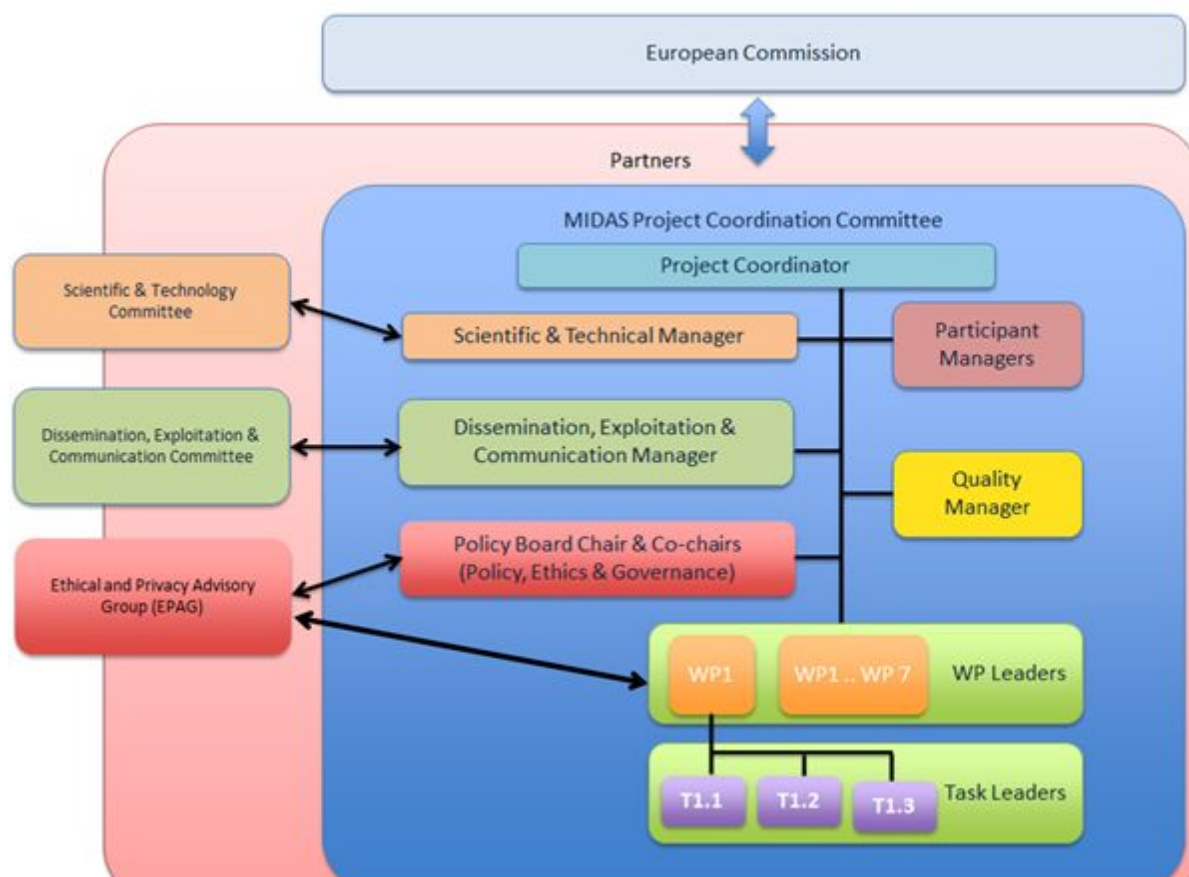 European Commission
Partners
MIDAS Project Coordination Committee
Project Coordinator
Scientific & Technology
Committee
Scientific & Technical Manager
Participant
Managers
Dissemination, Exploitation &
Communication Committee
Dissemination, Exploitation &
Communication Manager
Quality
Manager
Ethical and Privacy Advisory
Group (EPAG)
Policy Board Chair & Co-chairs
(Policy, Ethics & Governance)
WP1
WP1 .. WP 7
WP Leaders
T1.1
T1.2
T1.3
Task Leaders